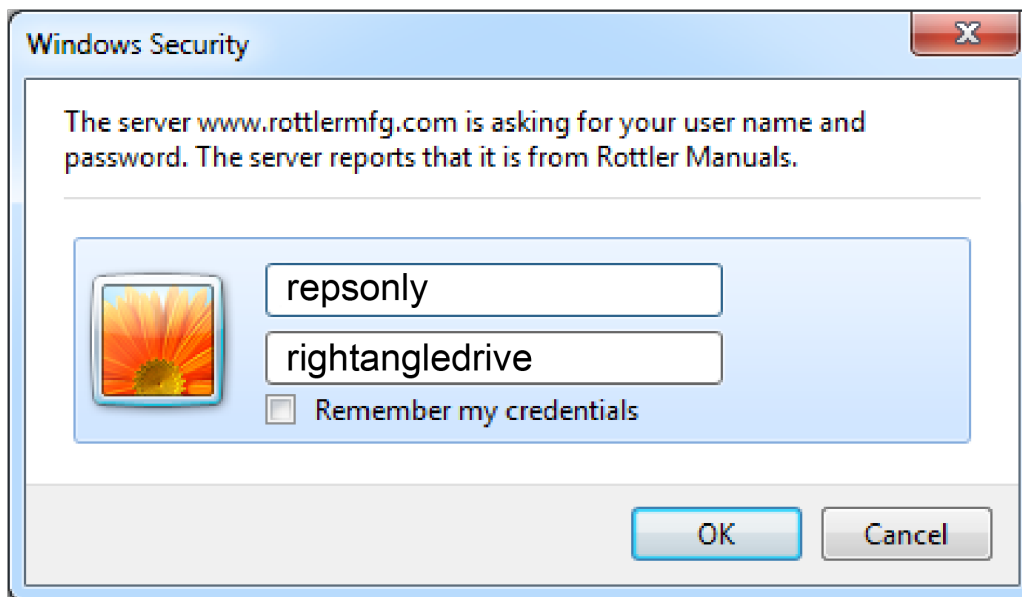 Windows Security
The server www.rottlermfg.com is asking for your user name and
password. The server reports that it is from Rottler Manuals.
repsonly
rightangledrive
Remember my credentials
OK
Cancel